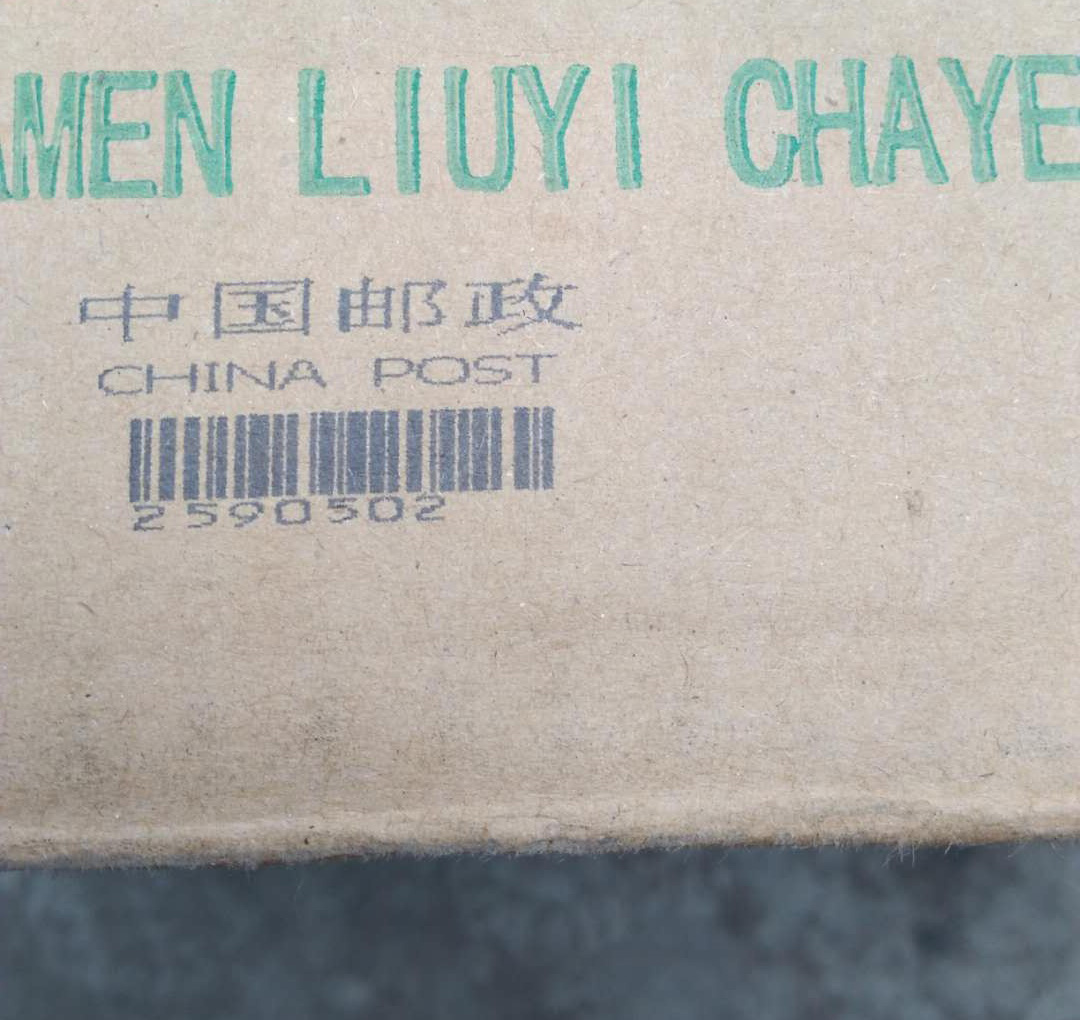 AMEN LIUYI CHAYE
中国邮政
CHINA POST
2590502